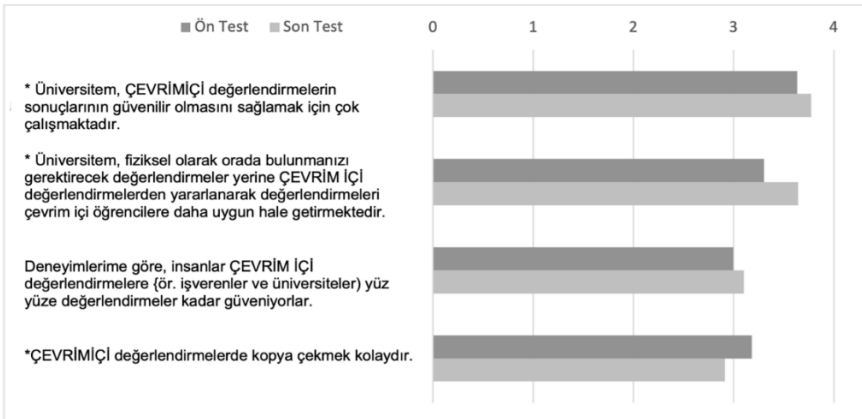 Ön Test Son Test
0 1 2 3 4
* Üniversitem, ÇEVRİMİÇİ değerlendirmelerin
sonuçlarının güvenilir olmasını sağlamak için çok
çalışmaktadır.
* Üniversitem, fiziksel olarak orada bulunmanızı
gerektirecek değerlendirmeler yerine ÇEVRİM İÇİ
değerlendirmelerden yararlanarak değerlendirmeleri
çevrim içi öğrencilere daha uygun hale getirmektedir.
Deneyimlerime göre, insanlar ÇEVRİM İÇİ
değerlendirmelere {ör. işverenler ve üniversiteler) yüz
yüze değerlendirmeler kadar güveniyorlar.
*ÇEVRİMİÇİ değerlendirmelerde kopya çekmek kolaydır.